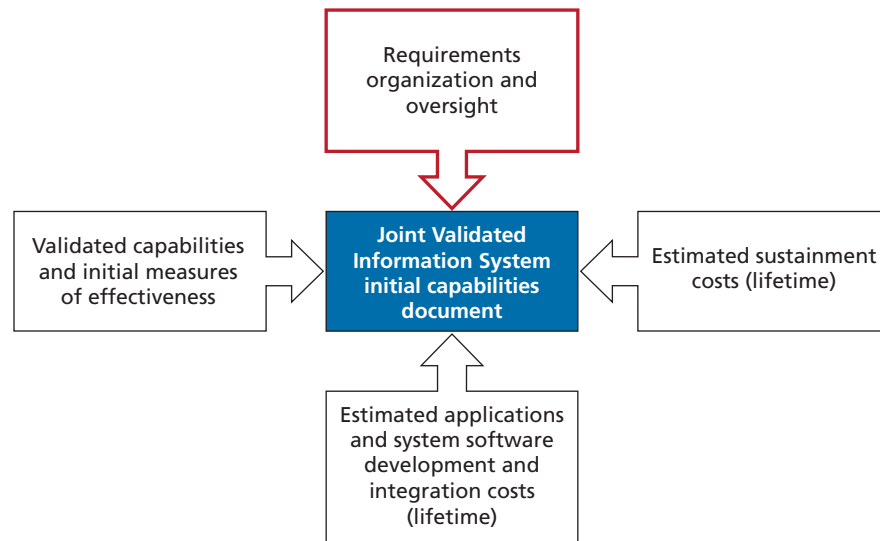 Requirements
organization and
oversight
Validated capabilities
and initial measures
of effectiveness
Joint Validated
Information System
initial capabilities
document
Estimated sustainment
costs (lifetime)
Estimated applications
and system software
development and
integration costs
(lifetime)